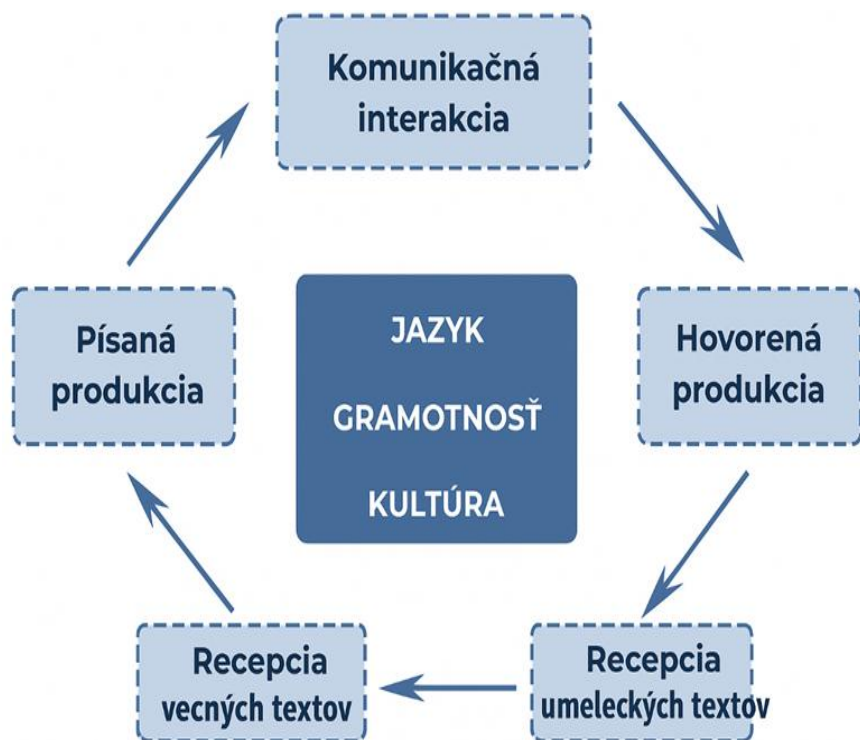 Komunikačná
interakcia
Hovorená
produkcia
Recepcia
umeleckých textov
Recepcia
vecných textov
Písaná
produkcia
JAZYK
GRAMOTNOSŤ
KULTÚRA